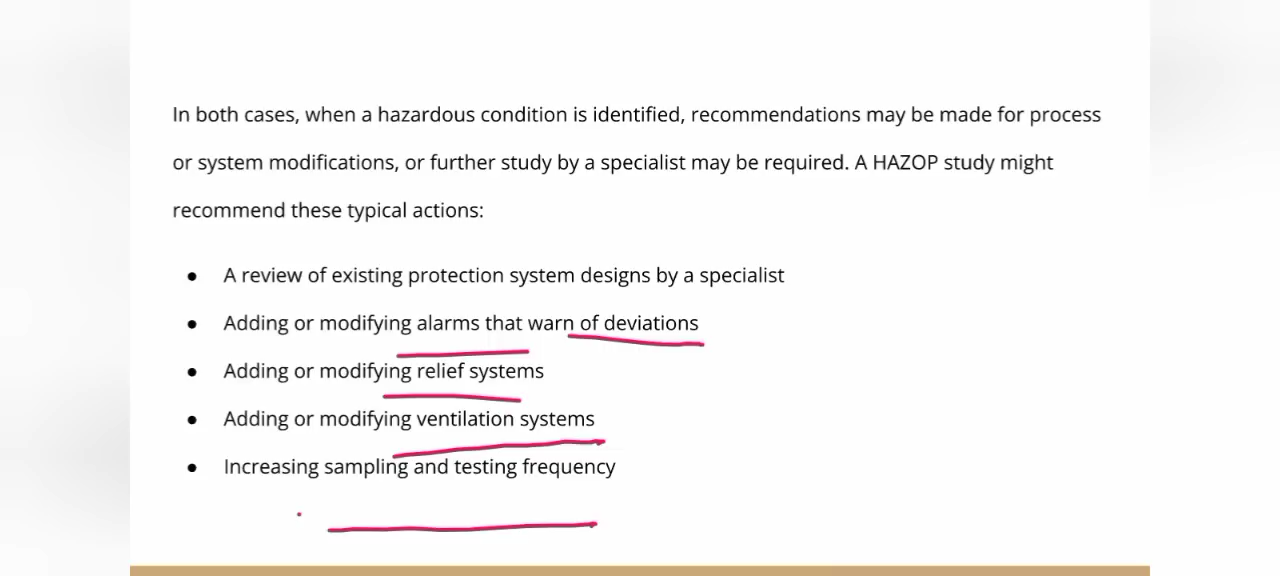 In both cases, when a hazardous condition is identified, recommendations may be made for process
or system modifications, or further study by a specialist may be required. A HAZOP study might
recommend these typical actions:
● A review of existing protection system designs by a specialist
● Adding or modifying alarms that warn of deviations
● Adding or modifying relief systems
● Adding or modifying ventilation systems
● Increasing sampling and testing frequency